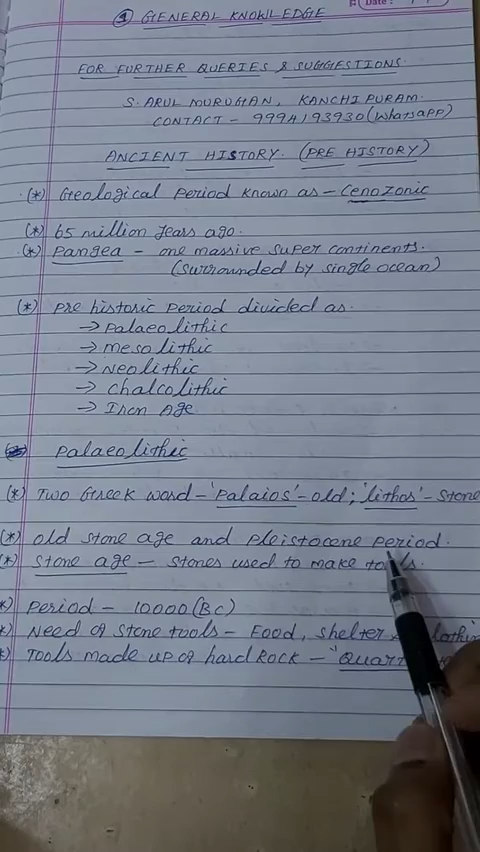 ① GENERAL KNOWLEDGE
Date:
FOR FURTHER QUERIES & SUGGESTIONS.
S. ARUL MURUGHAN, KANCHIPURAM.
CONTACT - 9994193930 (Whatsapp)
ANCIENT HISTORY. (PRE HISTORY)
(*) Geological Period known as - Cenozonic
(*) 65 million years ago.
(*) Pangea - one massive super continents.
(surrounded by single ocean)
(*) Pre historic period divided as.
→ Palaeolithic
→ mesolithic
→ Neolithic
→ Chalcolithic
→ Iron Age
Palaeolithic
(*) Two Greek word - 'Palaios' - old; 'lithos' - Stone
(*) old stone age and Pleistocene Period.
(*) Stone age - Stones used to make tools.
*) Period - 10000 (BC)
*) Need of Stone tools - Food, shelter
*) Tools made up of hard Rock -